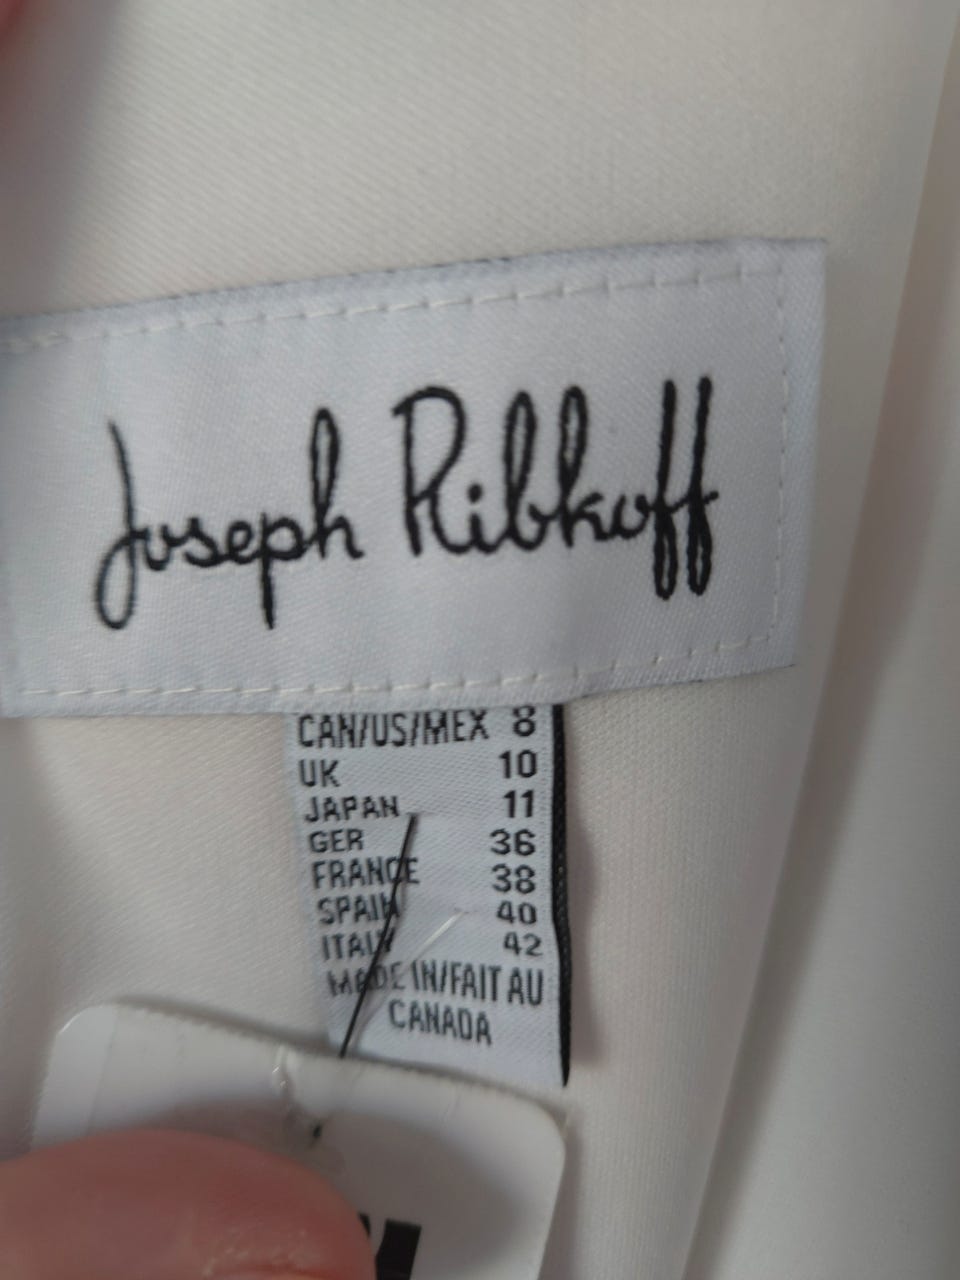 Joseph Ribkoff
CAN/US/MEX 8
UK 10
JAPAN 11
GER 36
FRANCE 38
SPAIN 40
ITALY 42
MADE IN/FAIT AU
CANADA